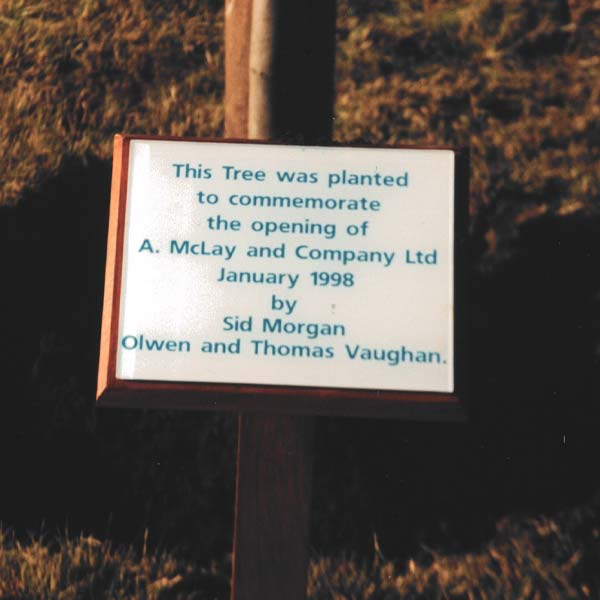 This Tree was planted
to commemorate
the opening of
A. McLay and Company Ltd
January 1998
by
Sid Morgan
Olwen and Thomas Vaughan.